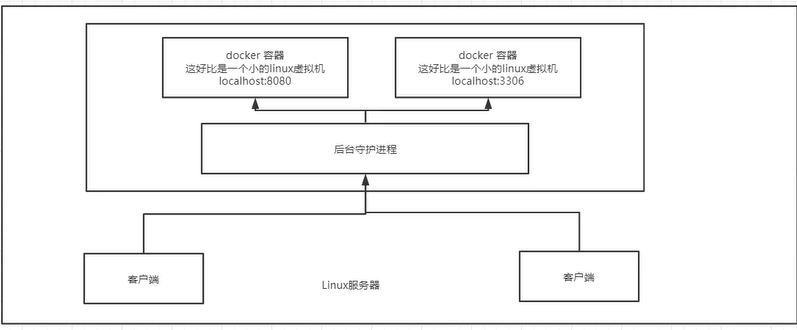 docker 容器
这好比是一个小的linux虚拟机
localhost:8080
docker 容器
这好比是一个小的linux虚拟机
localhost:3306
后台守护进程
客户端
Linux服务器
客户端